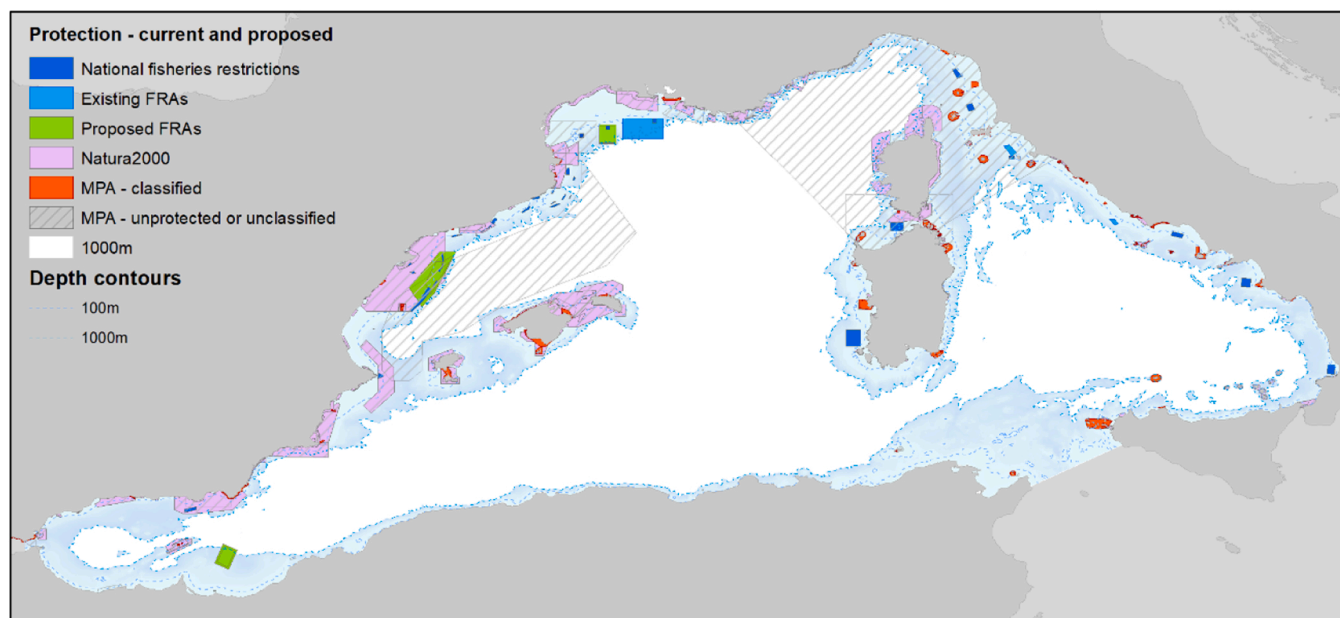 Protection - current and proposed
National fisheries restrictions
Existing FRAs
Proposed FRAs
Natura2000
MPA - classified
MPA - unprotected or unclassified
1000m
Depth contours
100m
1000m